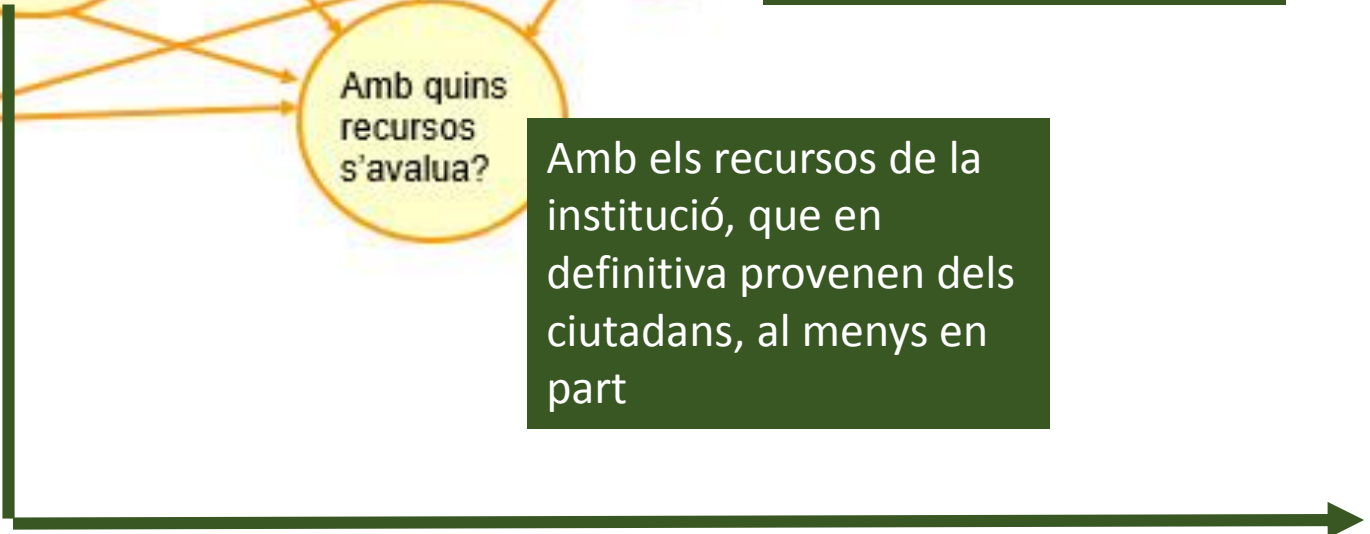 Amb quins
recursos
s'avalua?
Amb els recursos de la
institució, que en
definitiva provenen dels
ciutadans, al menys en
part